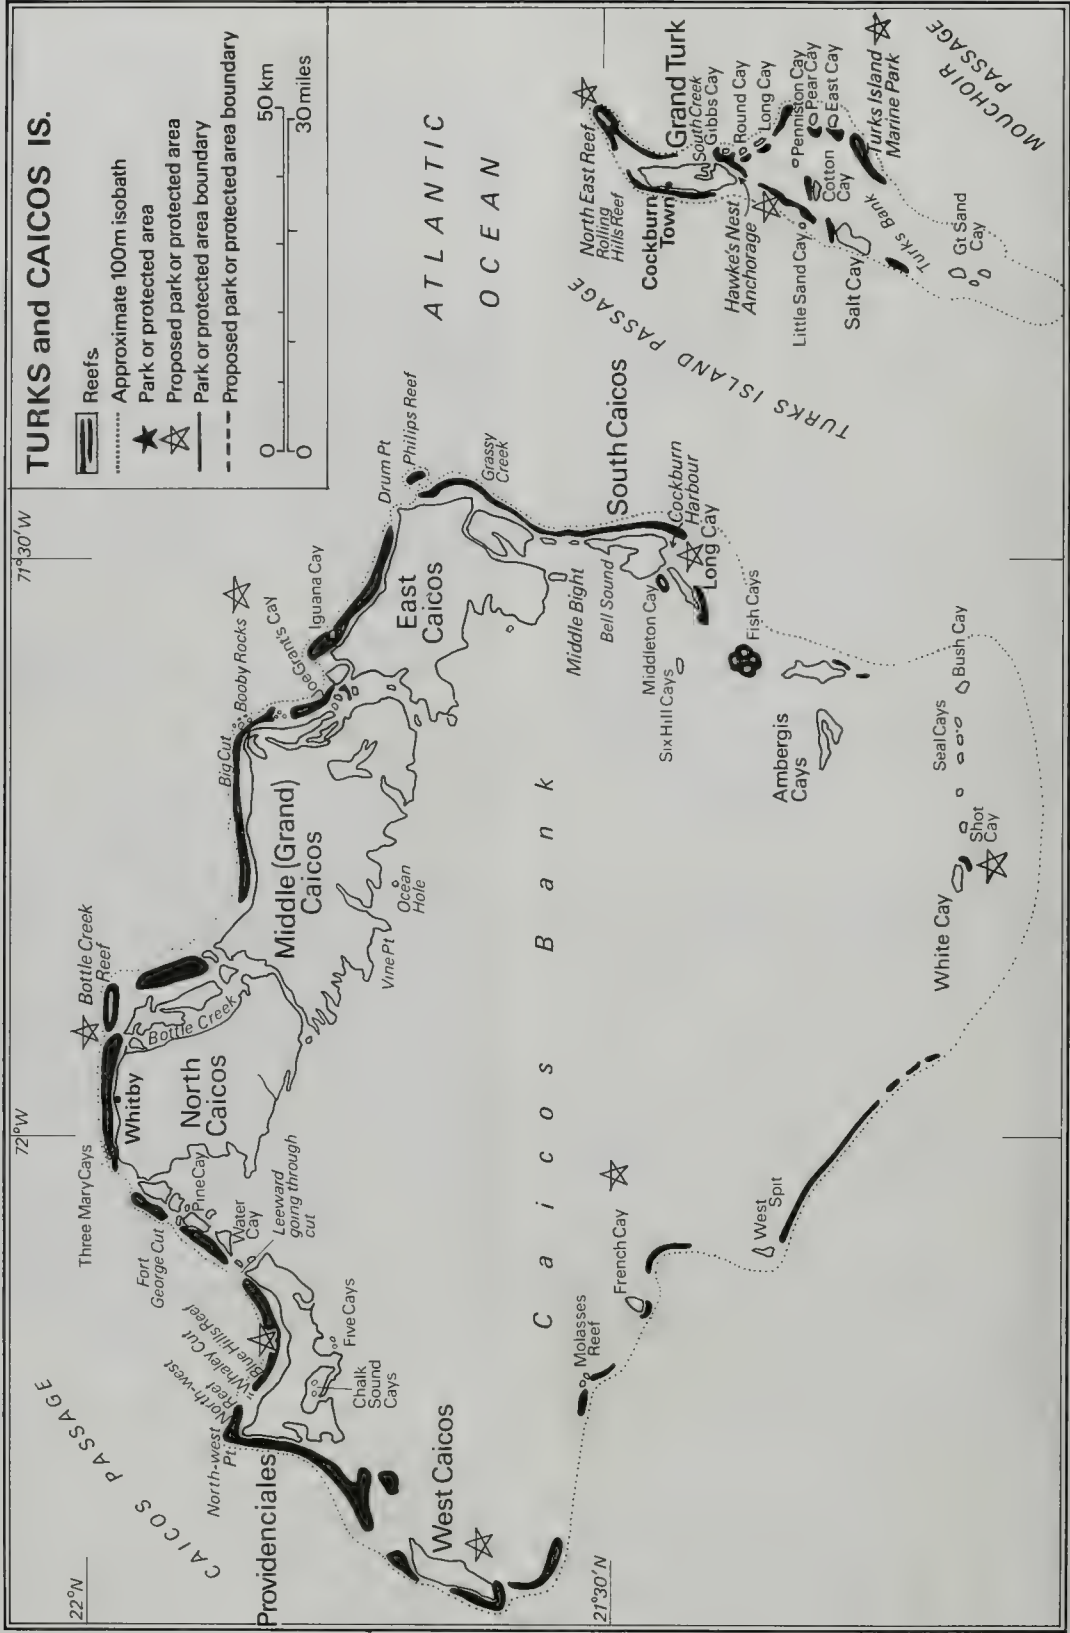 TURKS and CAICOS IS.
Reefs
Approximate 100m isobath
Park or protected area
Proposed park or protected area
Park or protected area boundary
Proposed park or protected area boundary
0 50 km
0 30 miles
72°W
71°30'W
22°N
21°30'N
CAICOS PASSAGE
ATLANTIC
OCEAN
TURKS ISLAND PASSAGE
MOUCHOIR
PASSAGE
Caicos Bank
Three Mary Cays
Whitby
Bottle Creek
Reef
Bottle Creek
North
Caicos
Fort
George Cut
Pine Cay
Water
Cay
Leeward
going through
cut
Blue Hills Reef
Whaley Cut
North-west
Reef
North-west
Pt
Providenciales
Five Cays
Chalk
Sound
Cays
West Caicos
Middle (Grand)
Caicos
Big Cut
Booby Rocks
Joe Grant's Cay
Iguana Cay
Vine Pt
Ocean
Hole
East
Caicos
Drum Pt
Philips Reef
Grassy
Creek
Middle Bight
Bell Sound
South Caicos
Cockburn
Harbour
Long Cay
Middleton Cay
Six Hill Cays
Fish Cays
Ambergis
Cays
Bush Cay
Seal Cays
Shot
Cay
White Cay
West
Spit
French Cay
Molasses
Reef
North East Reef
Rolling
Hills Reef
Cockburn
Town
Grand Turk
South Creek
Gibbs Cay
Round Cay
Long Cay
Hawke's Nest
Anchorage
Penniston Cay
Pear Cay
East Cay
Cotton
Cay
Little Sand Cay
Salt Cay
Turks Island
Marine Park
Turks Bank
Gt Sand
Cay